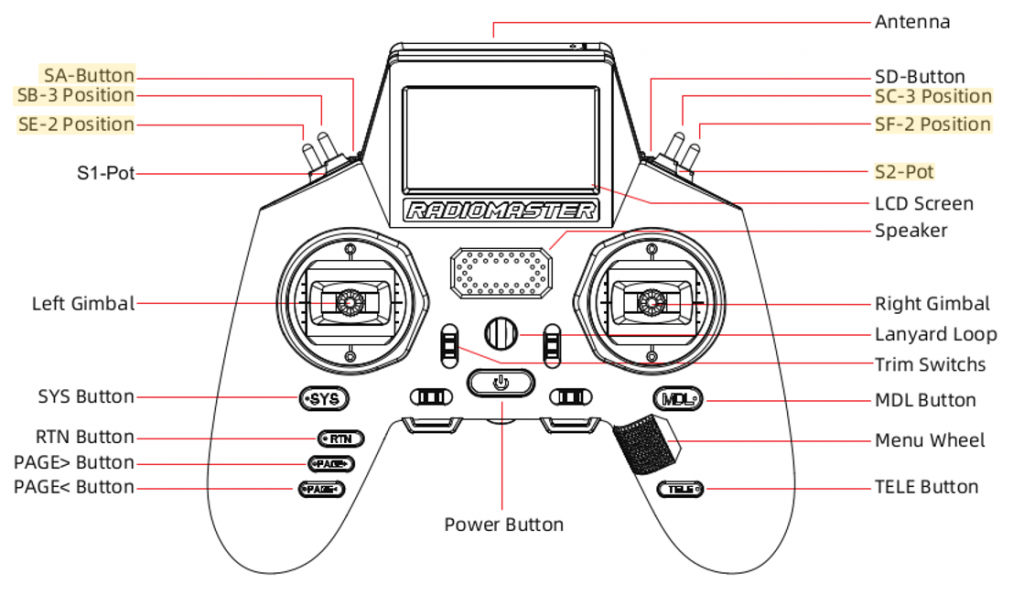 Antenna
SA-Button
SB-3 Position
SE-2 Position
S1-Pot
SD-Button
SC-3 Position
SF-2 Position
S2-Pot
LCD Screen
RADIOMASTER
Speaker
Left Gimbal
Right Gimbal
Lanyard Loop
Trim Switchs
SYS Button
SYS
MDL
MDL Button
RTN Button
RTN
Menu Wheel
PAGE> Button
PAGE>
PAGE< Button
PAGE<
TELE
TELE Button
Power Button